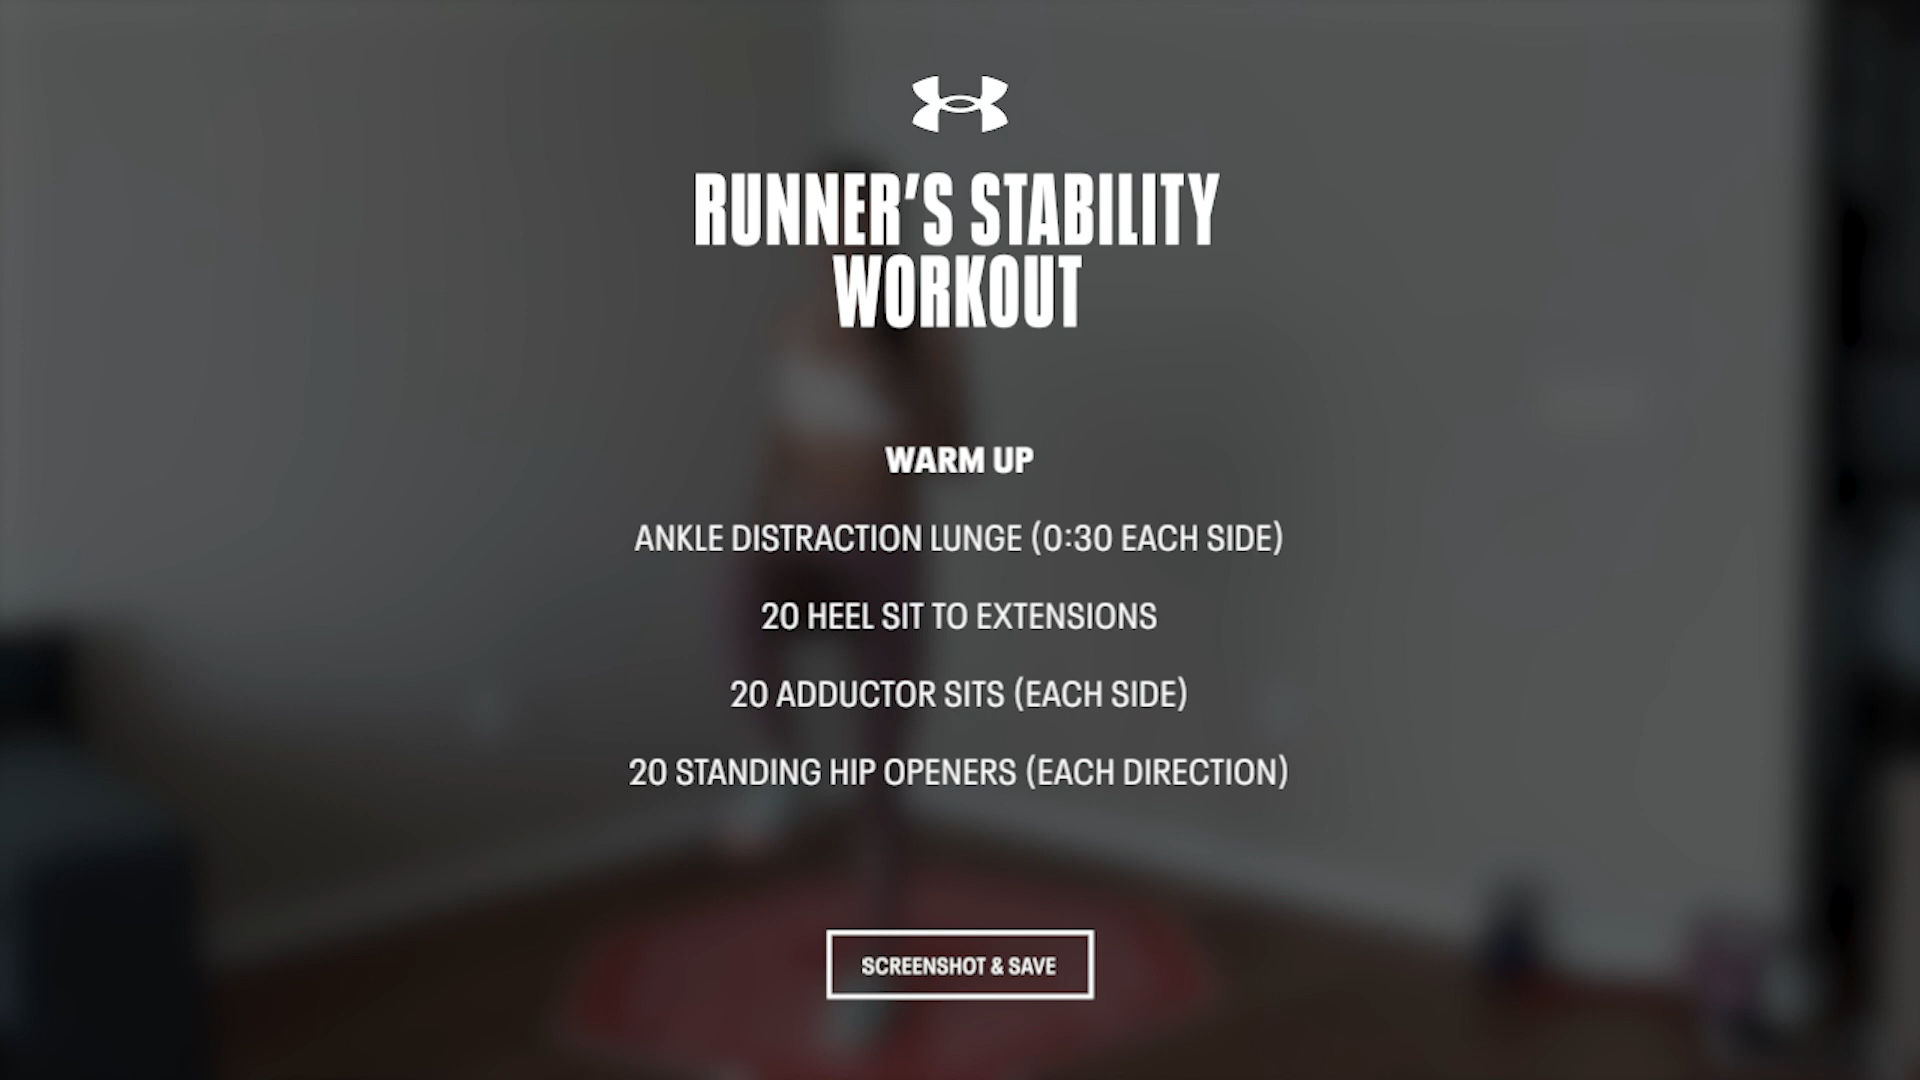 RUNNER'S STABILITY
WORKOUT
WARM UP
ANKLE DISTRACTION LUNGE (0:30 EACH SIDE)
20 HEEL SIT TO EXTENSIONS
20 ADDUCTOR SITS (EACH SIDE)
20 STANDING HIP OPENERS (EACH DIRECTION)
SCREENSHOT & SAVE